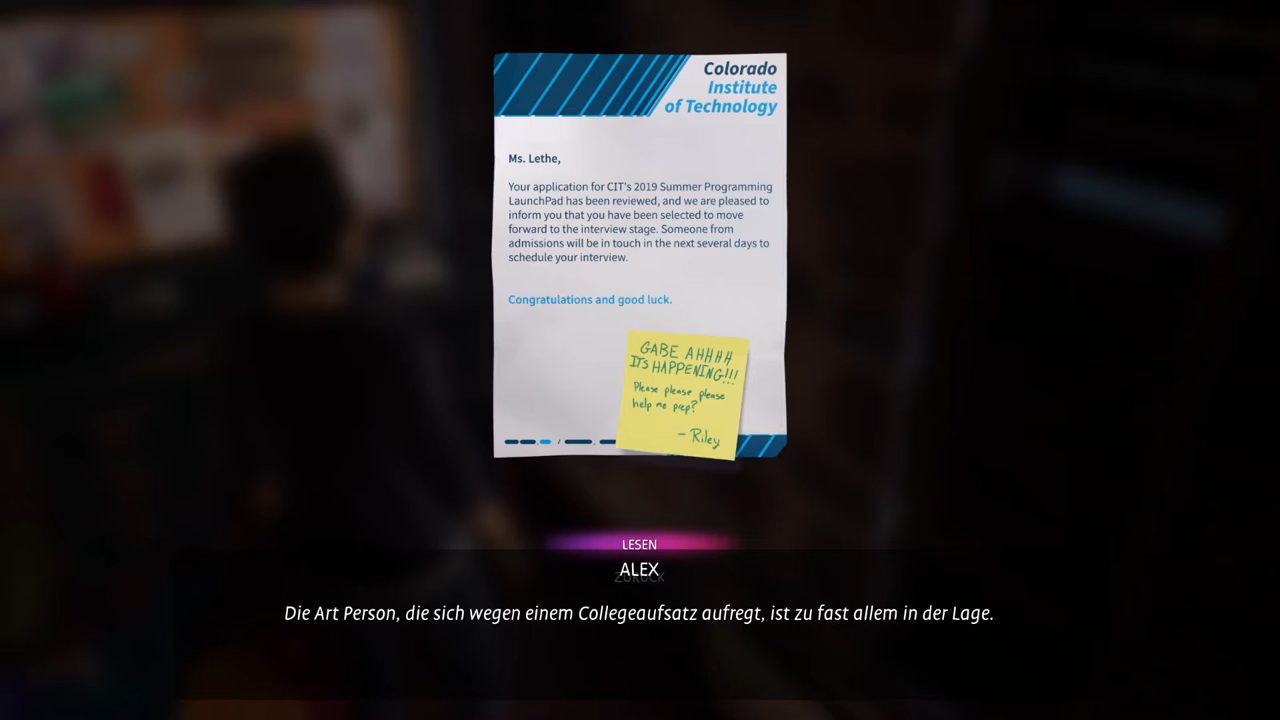 Colorado
Institute
of Technology
Ms. Lethe,
Your application for CIT's 2019 Summer Programming
LaunchPad has been reviewed, and we are pleased to
inform you that you have been selected to move
forward to the interview stage. Someone from
admissions will be in touch in the next several days to
schedule your interview.
Congratulations and good luck.
GABE AHHHH
ITS HAPPENING!!!
Please please please
help me prep?
- Riley
LESEN
ALEX
ZURÜCK
Die Art Person, die sich wegen einem Collegeaufsatz aufregt, ist zu fast allem in der Lage.